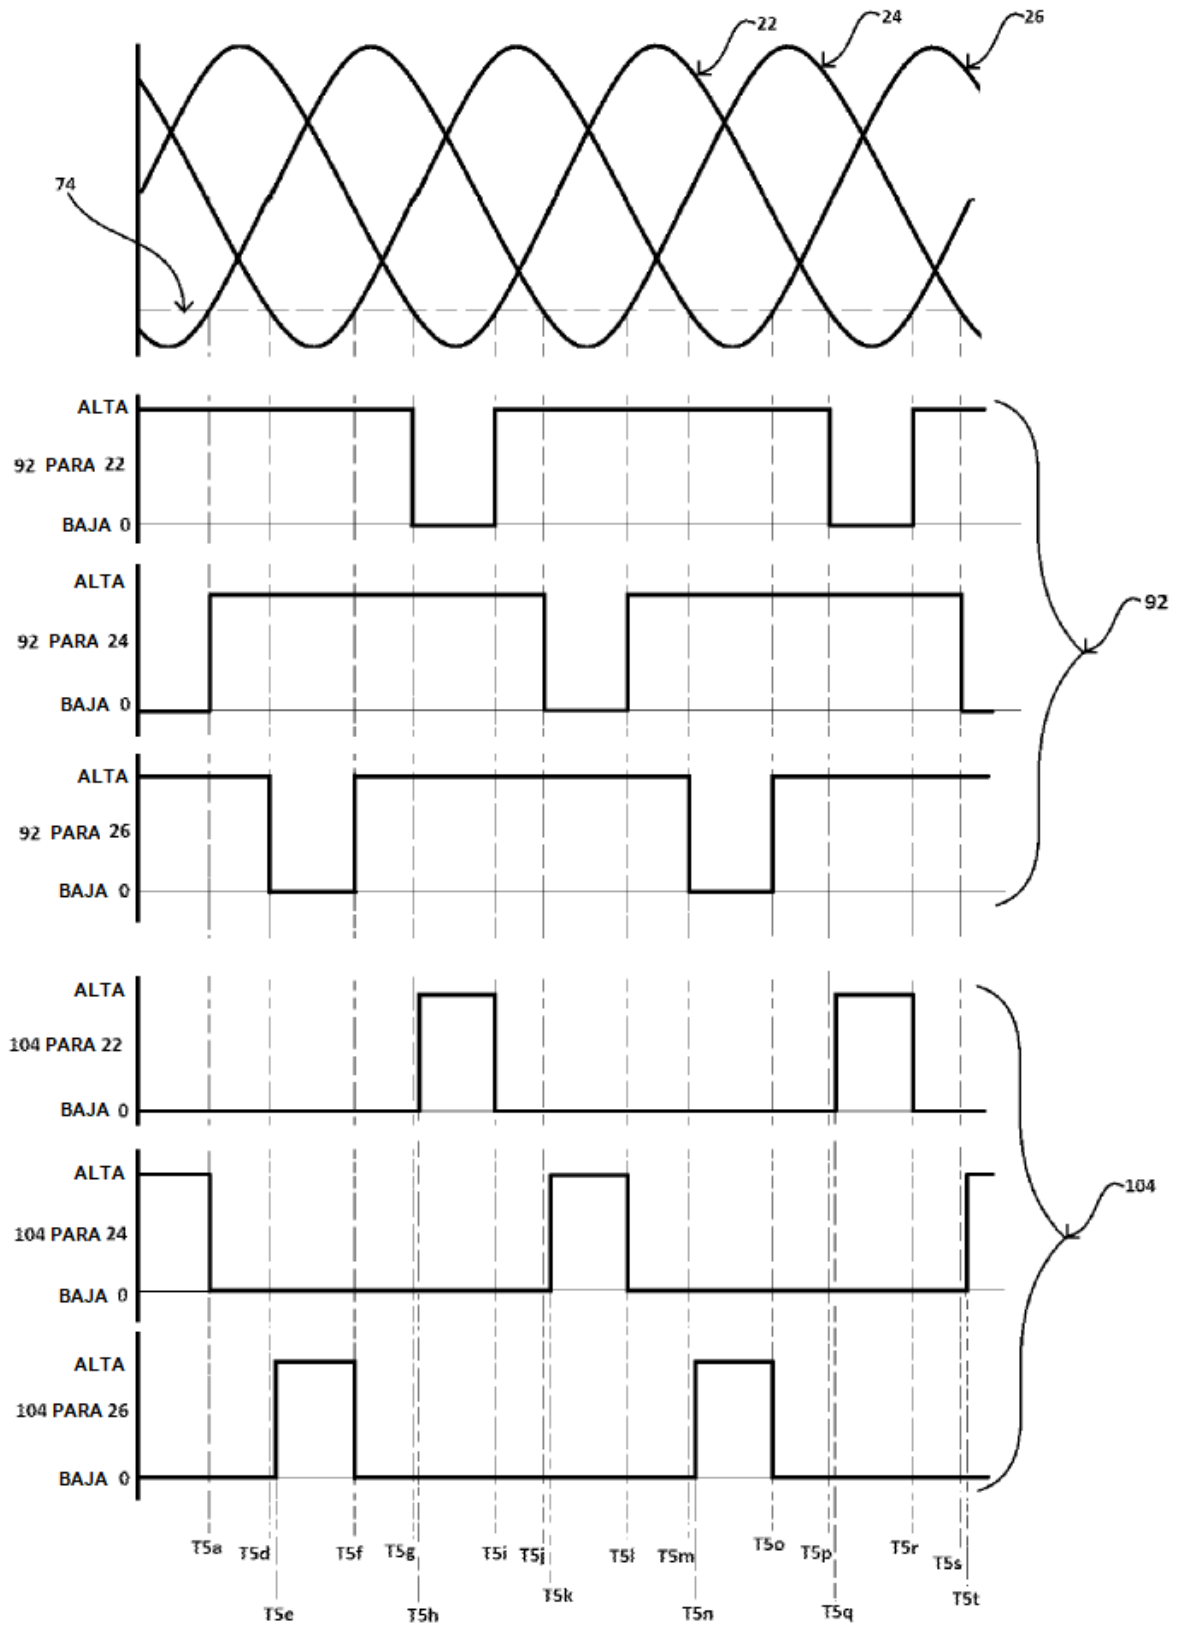 22
24
26
74
ALTA
92 PARA 22
BAJA 0
ALTA
92 PARA 24
BAJA 0
92
ALTA
92 PARA 26
BAJA 0
ALTA
104 PARA 22
BAJA 0
ALTA
104 PARA 24
BAJA 0
104
ALTA
104 PARA 26
BAJA 0
T5a T5d T5f T5g T5i T5j T5l T5m T5o T5p T5r T5s
T5e T5h T5k T5n T5q T5t